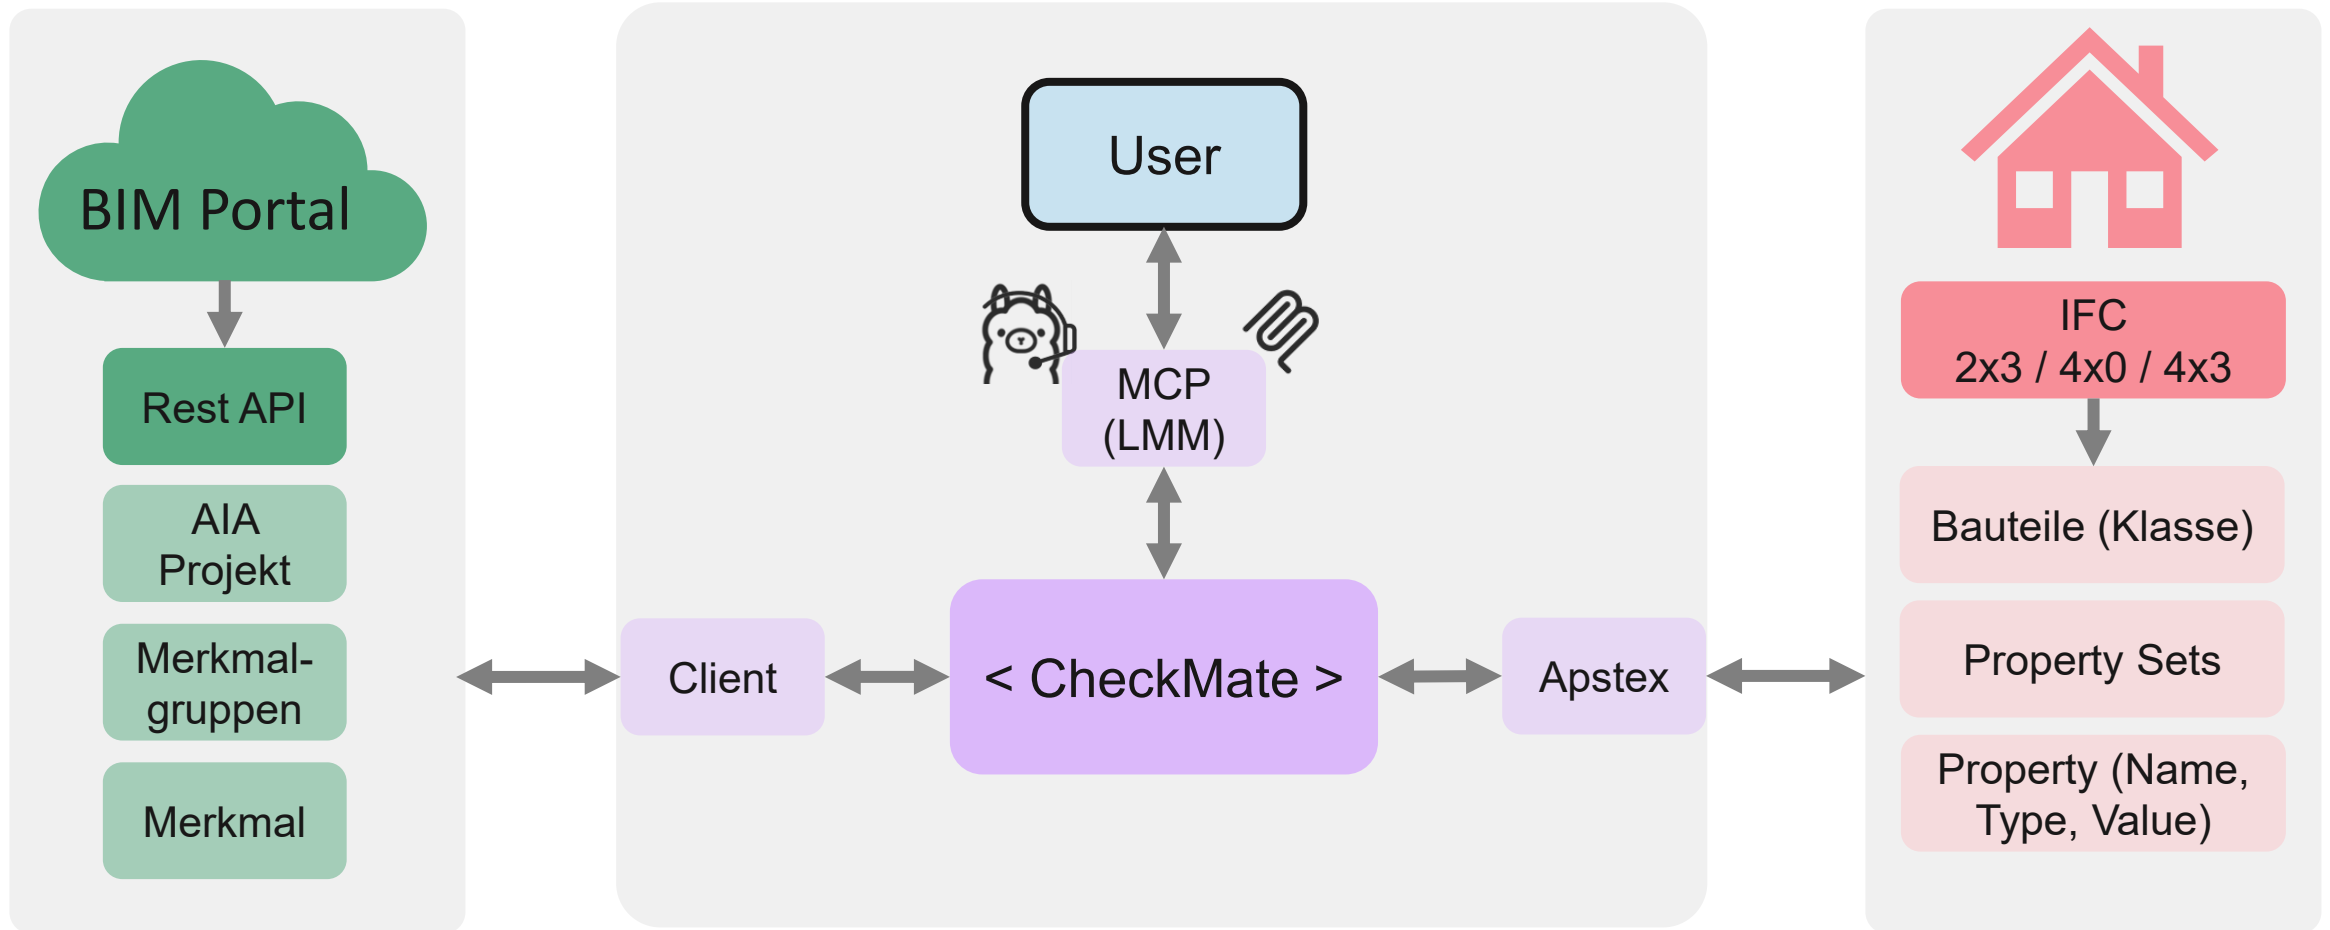 BIM Portal
Rest API
AIA
Projekt
Merkmal-
gruppen
Merkmal
User
MCP
(LMM)
Client
< CheckMate >
Apstex
IFC
2x3 / 4x0 / 4x3
Bauteile (Klasse)
Property Sets
Property (Name,
Type, Value)